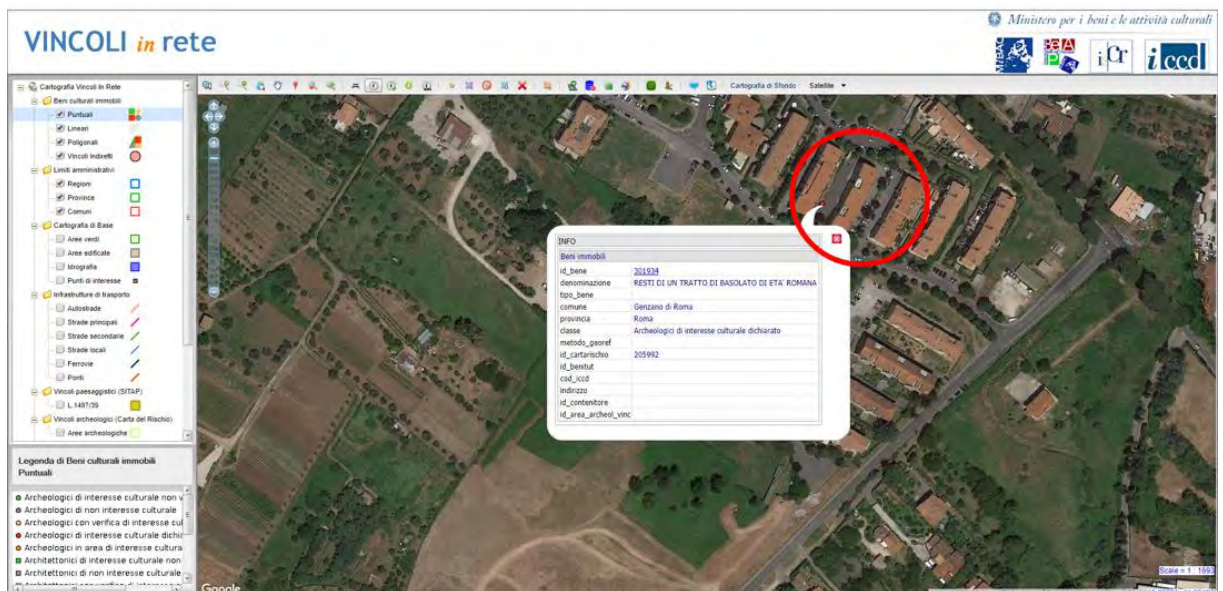 Ministero per i beni e le attività culturali
VINCOLI in rete
MiBAC
BeAP
iCr
iccd
Cartografia Vincoli In Rete
Beni culturali immobili
Puntuali
Lineari
Poligonali
Vincoli Indiretti
Limiti amministrativi
Regioni
Province
Comuni
Cartografia di Base
Aree verdi
Aree edificate
Idrografia
Punti di interesse
Infrastrutture di trasporto
Autostrade
Strade principali
Strade secondarie
Strade locali
Ferrovie
Ponti
Vincoli paesaggistici (SITAP)
L.1497/39
Vincoli archeologici (Carta del Rischio)
Aree archeologiche
Cartografia di Sfondo : Satellite
INFO
Beni immobili
id_bene 301934
denominazione RESTI DI UN TRATTO DI BASOLATO DI ETA' ROMANA
tipo_bene
comune Genzano di Roma
provincia Roma
classe Archeologici di interesse culturale dichiarato
metodo_georef
id_cartarischio 205992
id_benitut
cod_iccd
indirizzo
id_contenitore
id_area_archeol_vinc
Legenda di Beni culturali immobili
Puntuali
Archeologici di interesse culturale non v
Archeologici di non interesse culturale
Archeologici con verifica di interesse cul
Archeologici di interesse culturale dichi
Archeologici in area di interesse cultura
Architettonici di interesse culturale non
Architettonici di non interesse culturale
Google
Scale = 1 : 1693